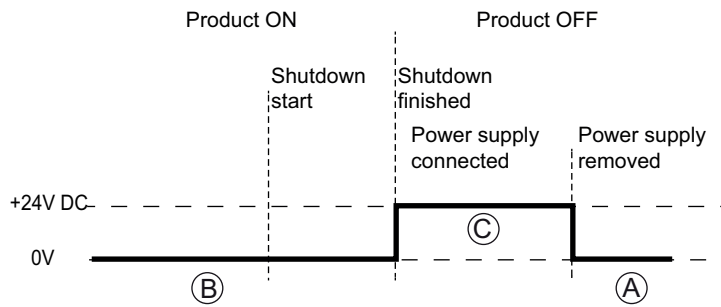 Product ON
Product OFF
Shutdown
start
Shutdown
finished
Power supply
connected
Power supply
removed
+24V DC
0V
C
B
A